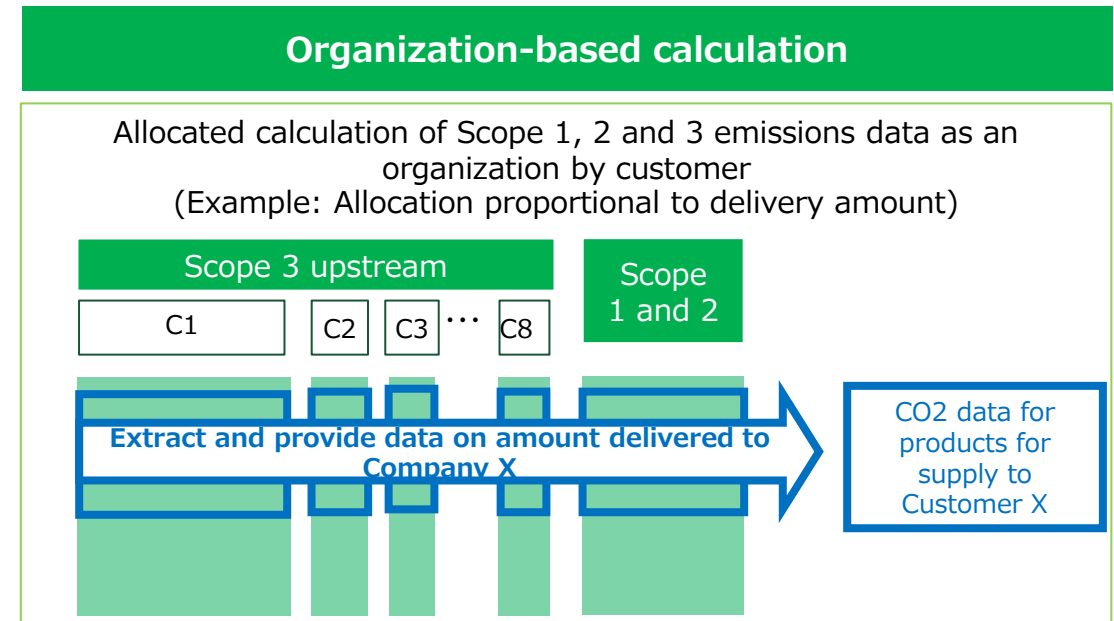 Organization-based calculation
Allocated calculation of Scope 1, 2 and 3 emissions data as an
organization by customer
(Example: Allocation proportional to delivery amount)
Scope 3 upstream
Scope
1 and 2
C1
C2
C3
…
C8
Extract and provide data on amount delivered to
Company X
CO2 data for
products for
supply to
Customer X